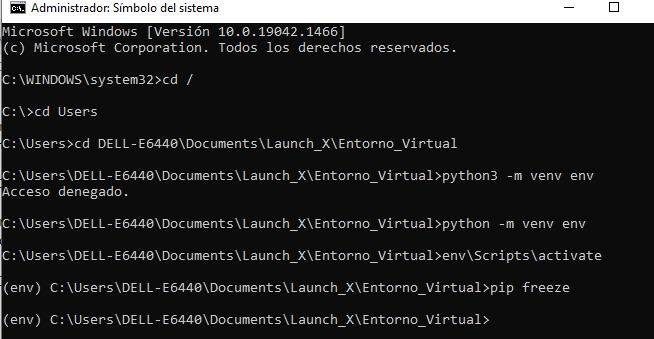 Administrador: Símbolo del sistema
Microsoft Windows [Versión 10.0.19042.1466]
(c) Microsoft Corporation. Todos los derechos reservados.
C:\WINDOWS\system32>cd /
C:\>cd Users
C:\Users>cd DELL-E6440\Documents\Launch_X\Entorno_Virtual
C:\Users\DELL-E6440\Documents\Launch_X\Entorno_Virtual>python3 -m venv env
Acceso denegado.
C:\Users\DELL-E6440\Documents\Launch_X\Entorno_Virtual>python -m venv env
C:\Users\DELL-E6440\Documents\Launch_X\Entorno_Virtual>env\Scripts\activate
(env) C:\Users\DELL-E6440\Documents\Launch_X\Entorno_Virtual>pip freeze
(env) C:\Users\DELL-E6440\Documents\Launch_X\Entorno_Virtual>